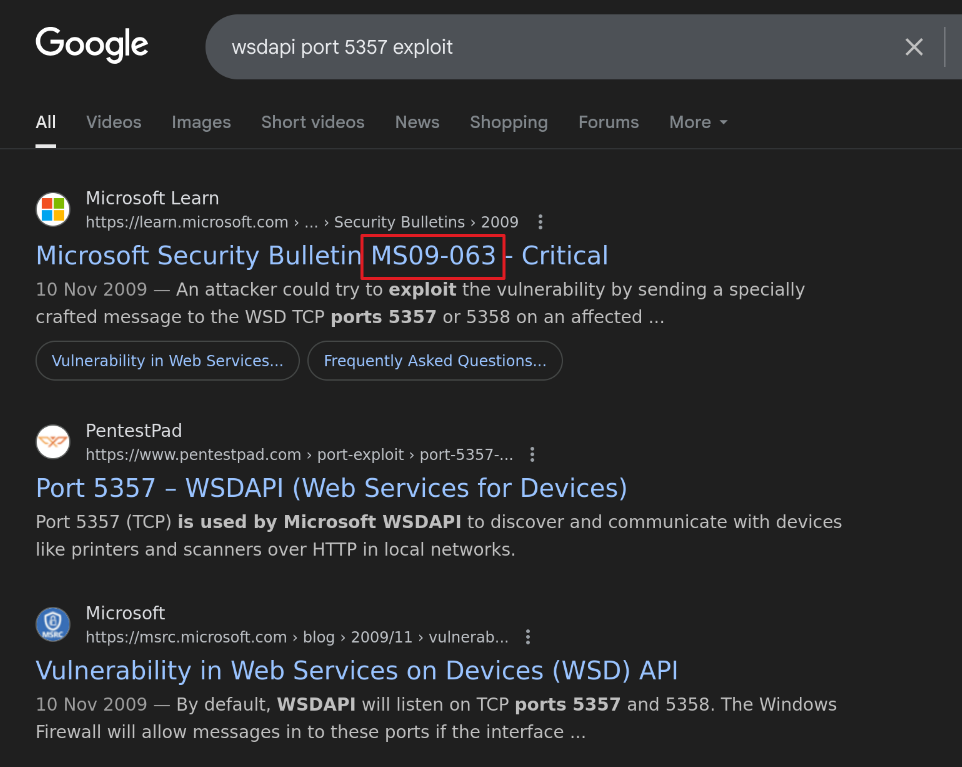 Google
wsdapi port 5357 exploit
All Videos Images Short videos News Shopping Forums More
Microsoft Learn
https://learn.microsoft.com › ... › Security Bulletins › 2009
Microsoft Security Bulletin MS09-063 - Critical
10 Nov 2009 — An attacker could try to exploit the vulnerability by sending a specially
crafted message to the WSD TCP ports 5357 or 5358 on an affected ...
Vulnerability in Web Services... Frequently Asked Questions...
PentestPad
https://www.pentestpad.com › port-exploit › port-5357-...
Port 5357 – WSDAPI (Web Services for Devices)
Port 5357 (TCP) is used by Microsoft WSDAPI to discover and communicate with devices
like printers and scanners over HTTP in local networks.
MSRC
Microsoft
https://msrc.microsoft.com › blog › 2009/11 › vulnerab...
Vulnerability in Web Services on Devices (WSD) API
10 Nov 2009 — By default, WSDAPI will listen on TCP ports 5357 and 5358. The Windows
Firewall will allow messages in to these ports if the interface ...